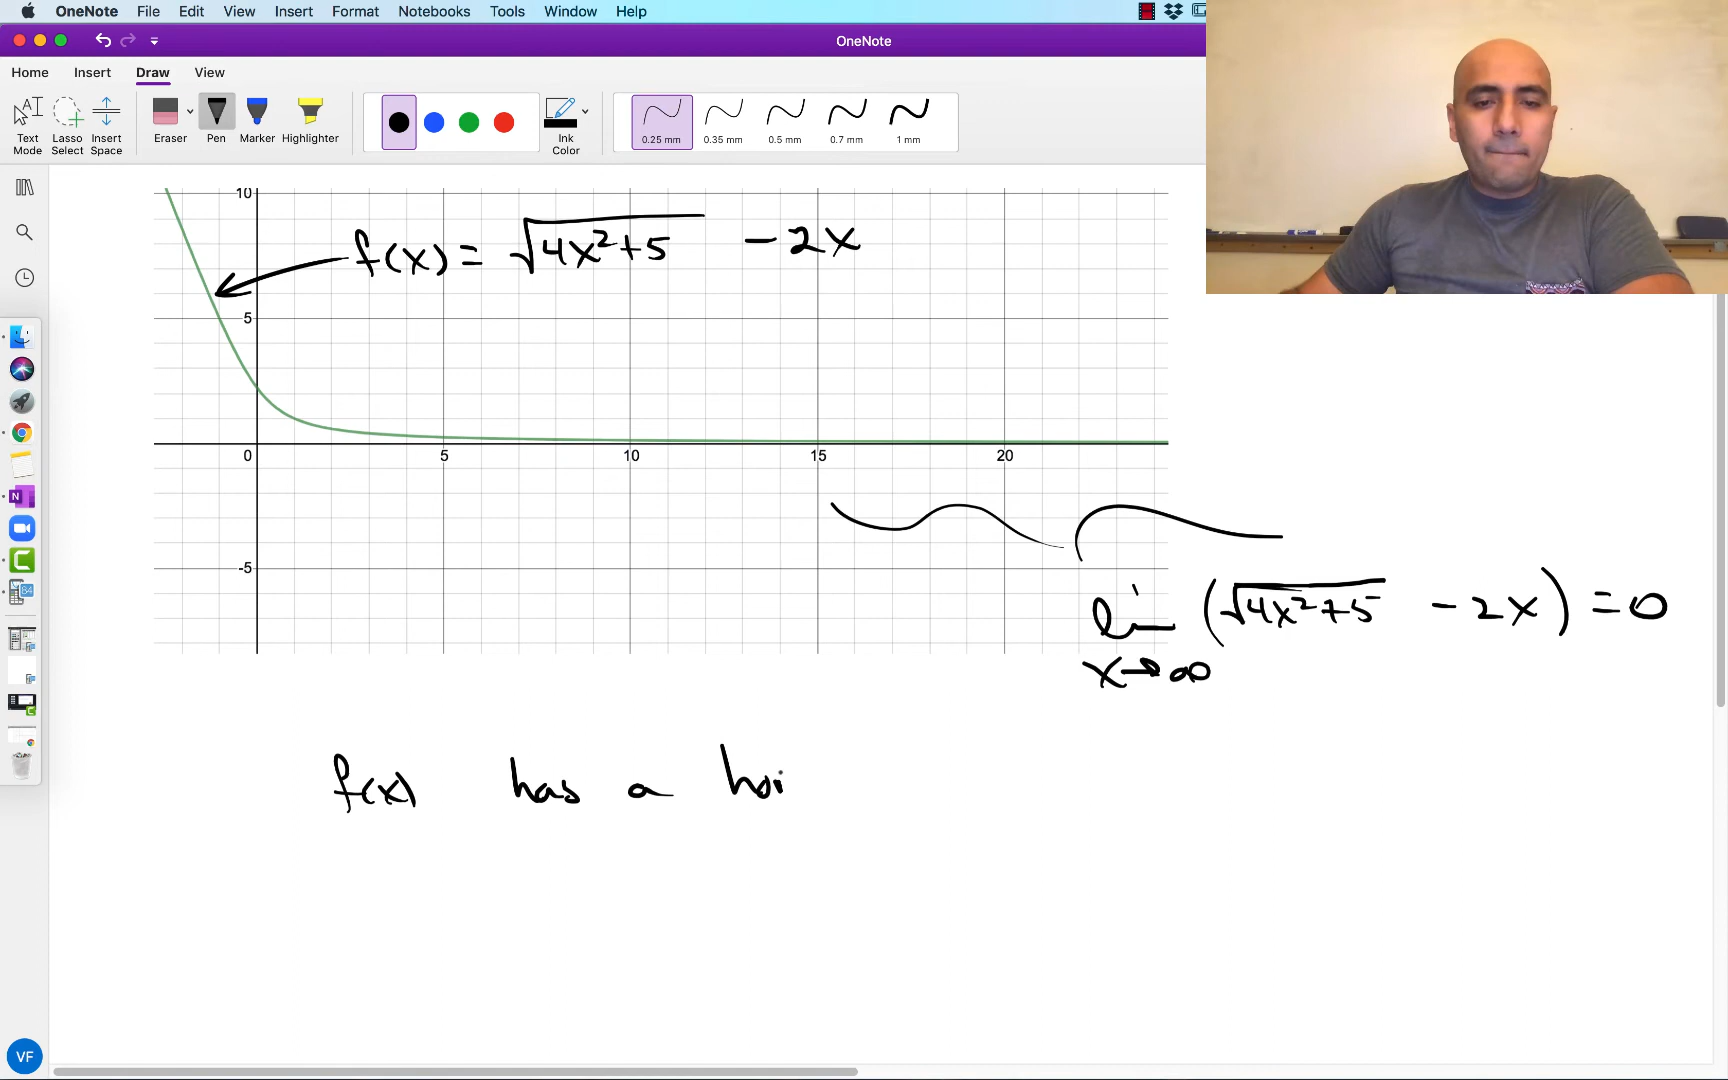 OneNote File Edit View Insert Format Notebooks Tools Window Help
OneNote
Home Insert Draw View
Text Mode
Lasso Select
Insert Space
Eraser
Pen
Marker
Highlighter
Ink Color
0.25 mm
0.35 mm
0.5 mm
0.7 mm
1 mm
10
f(x) = √(4x²+5) - 2x
5
0 5 10 15 20
-5
lim (√(4x²+5) - 2x) = 0
x→∞
f(x) has a hoi
VF